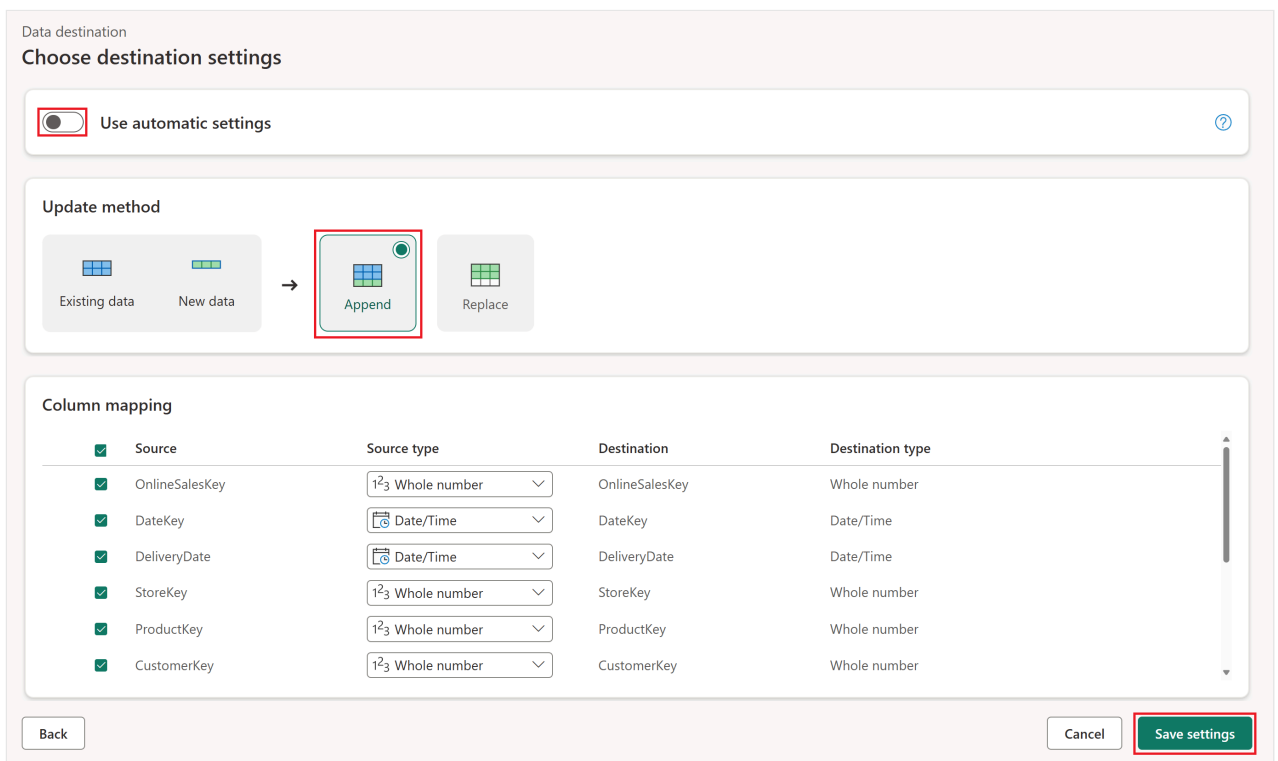 Data destination
Choose destination settings
Use automatic settings
?
Update method
Existing data New data → Append Replace
Column mapping
Source Source type Destination Destination type
OnlineSalesKey 1²3 Whole number OnlineSalesKey Whole number
DateKey Date/Time DateKey Date/Time
DeliveryDate Date/Time DeliveryDate Date/Time
StoreKey 1²3 Whole number StoreKey Whole number
ProductKey 1²3 Whole number ProductKey Whole number
CustomerKey 1²3 Whole number CustomerKey Whole number
Back Cancel Save settings